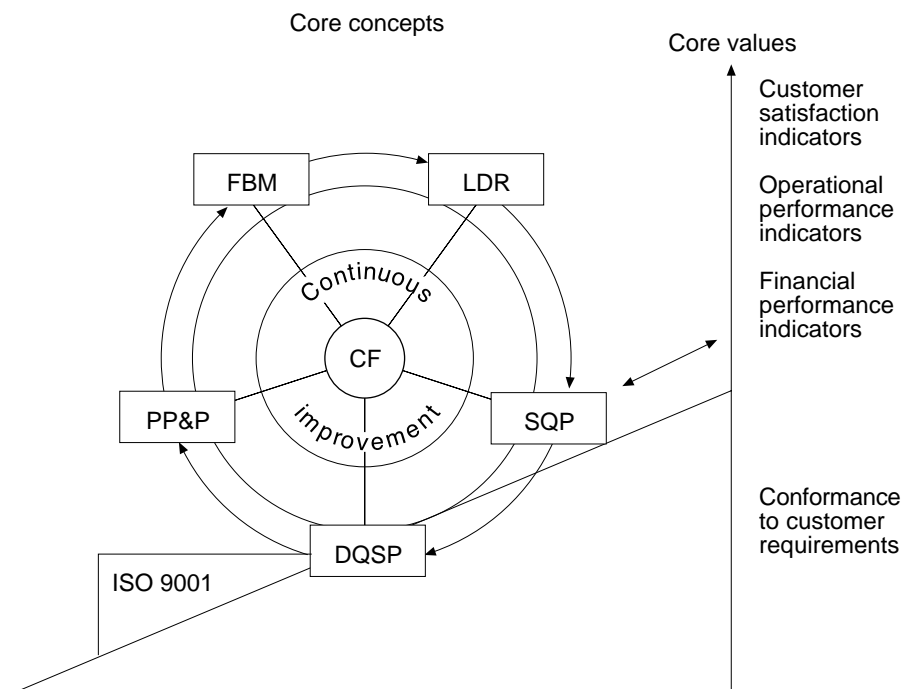 Core concepts
Core values
Customer
satisfaction
indicators
Operational
performance
indicators
Financial
performance
indicators
Conformance
to customer
requirements
FBM
LDR
Continuous
CF
improvement
PP&P
SQP
DQSP
ISO 9001